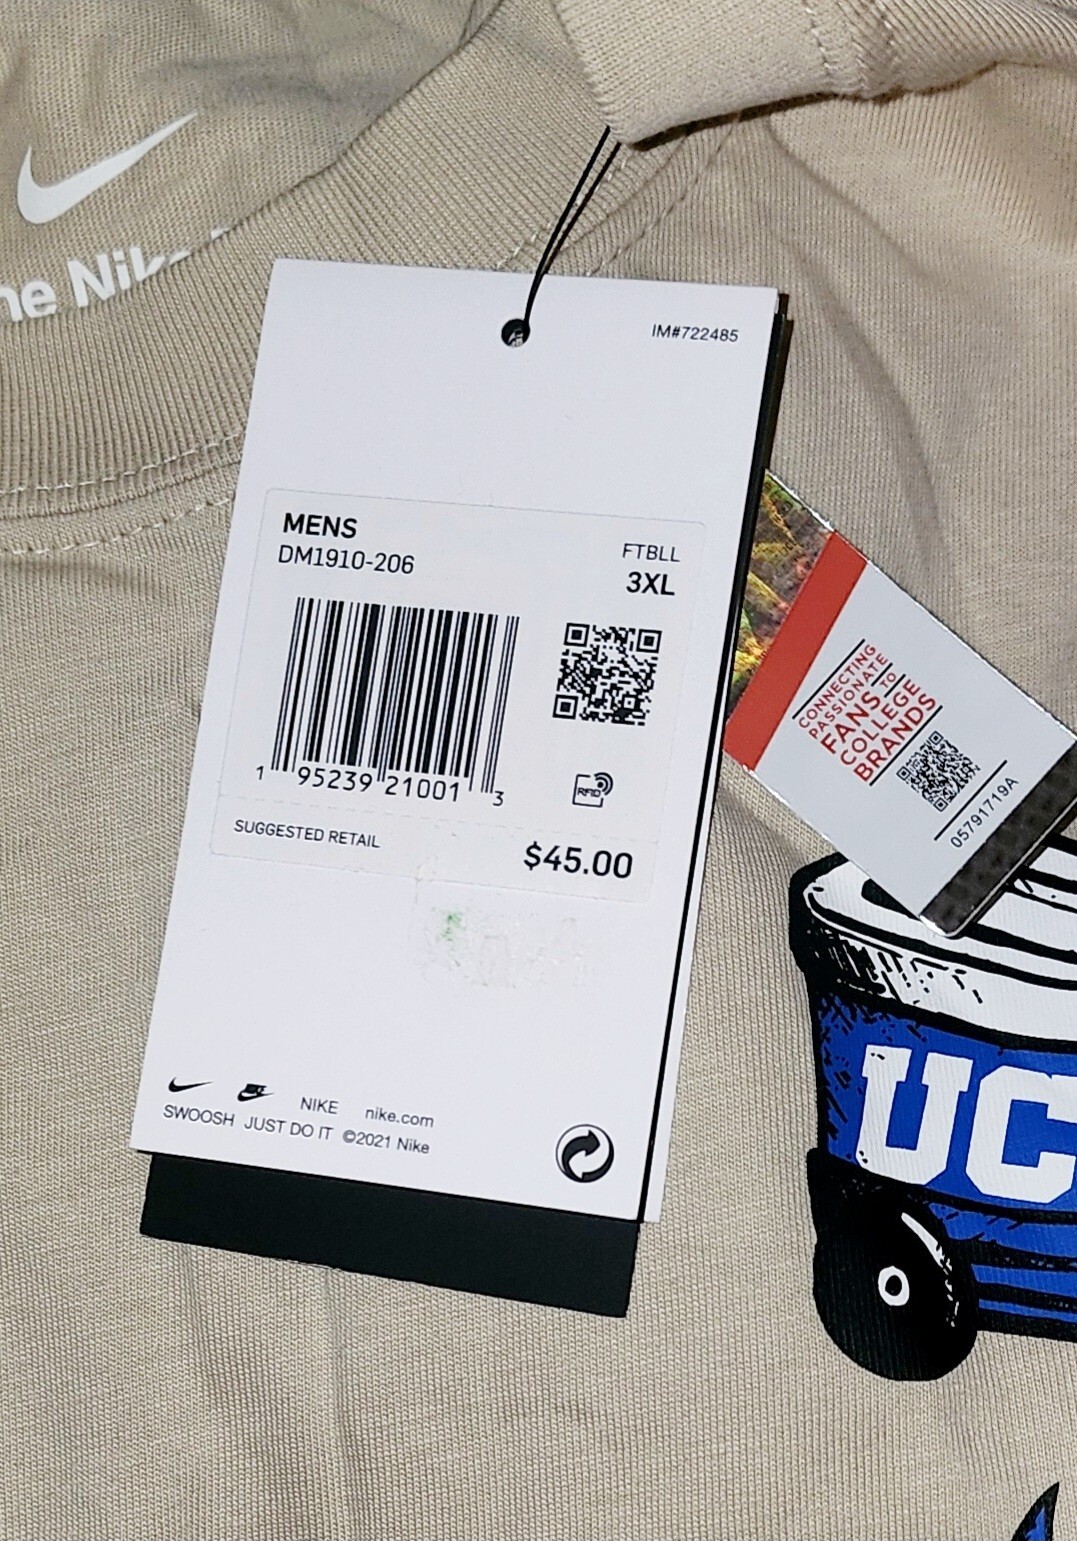 he Nik
IM#722485
MENS
DM1910-206
FTBLL
3XL
1 95239 21001 3
RFID
SUGGESTED RETAIL
$45.00
NIKE nike.com
SWOOSH JUST DO IT ©2021 Nike
CONNECTING
PASSIONATE
FANS TO
COLLEGE
BRANDS
05791719A
UC